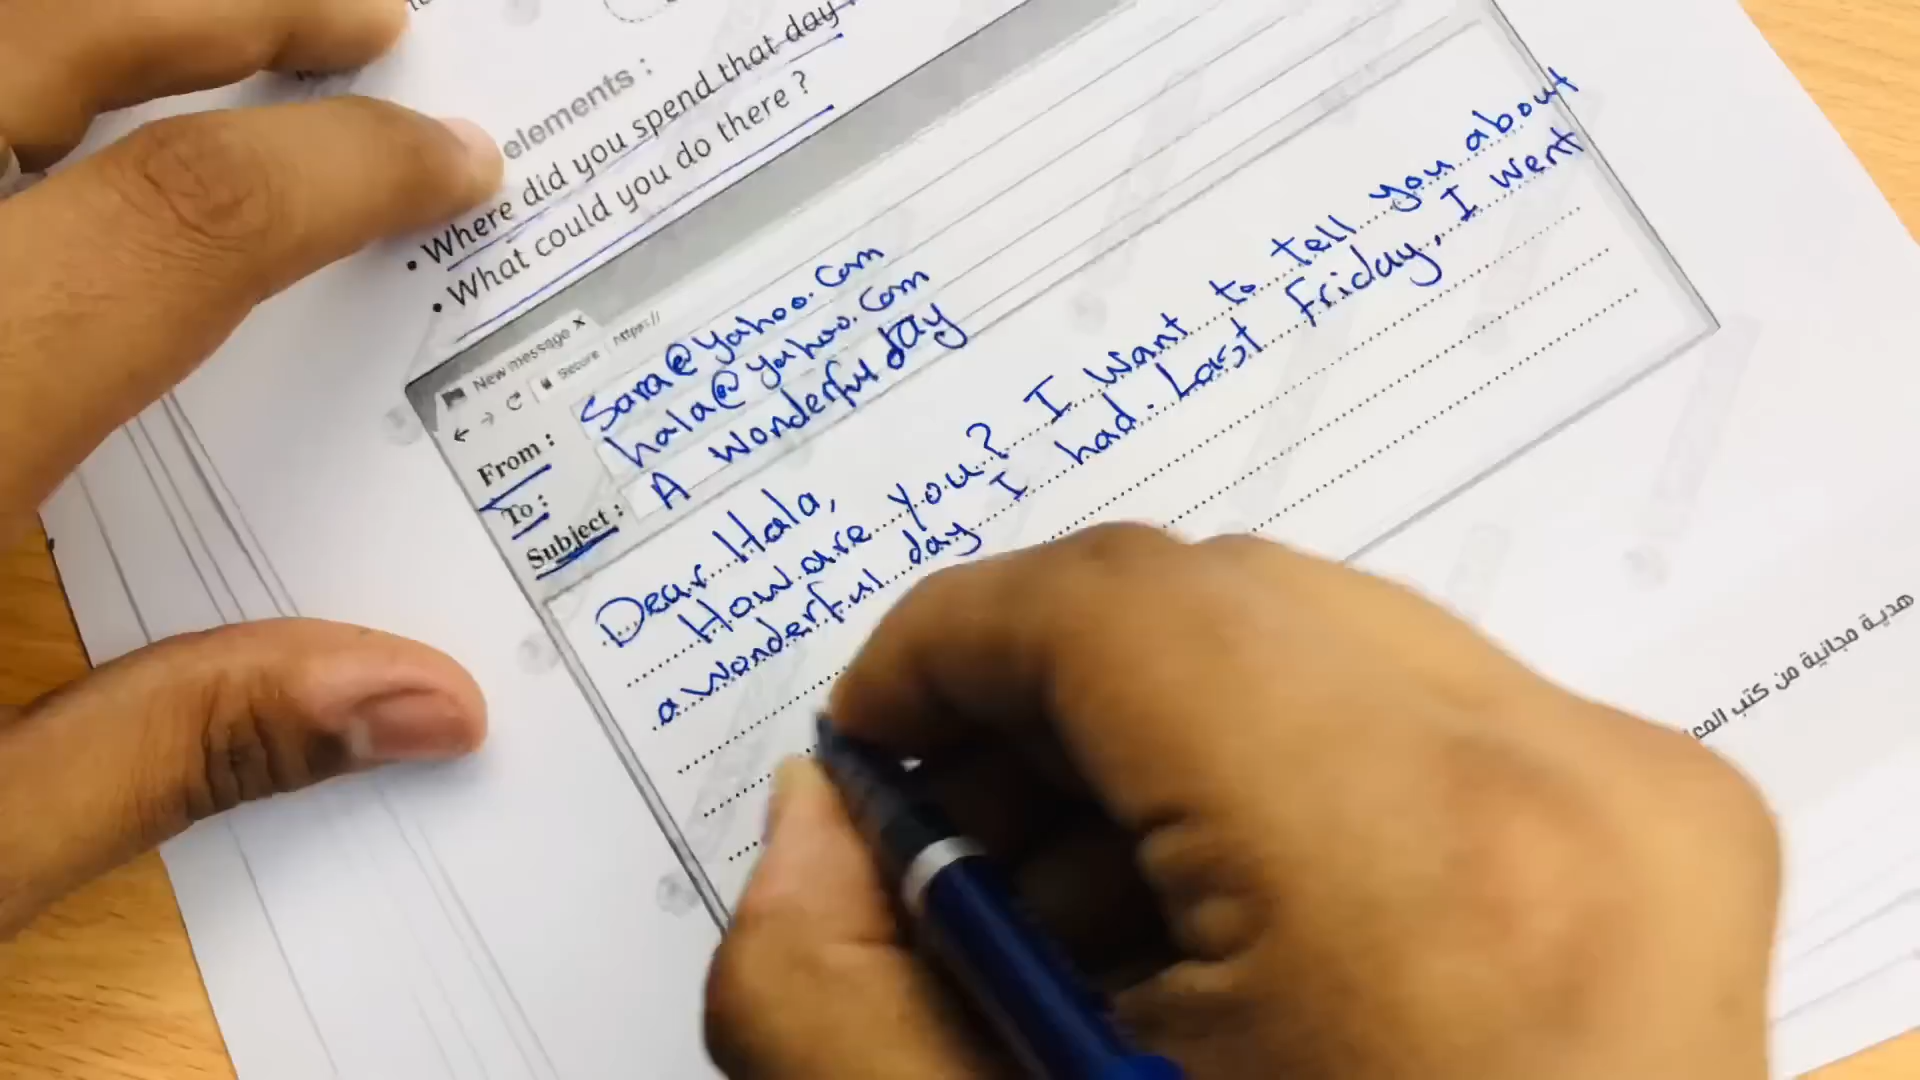 elements :
• Where did you spend that day
• What could you do there ?
New message ×
Secure https://
From : Sara@yahoo.com
To : hala@yahoo.com
Subject : A wonderful day
Dear Hala,
How are you? I want to tell you about
a wonderful day I had. Last Friday, I went
هدية مجانية من كتب المعا